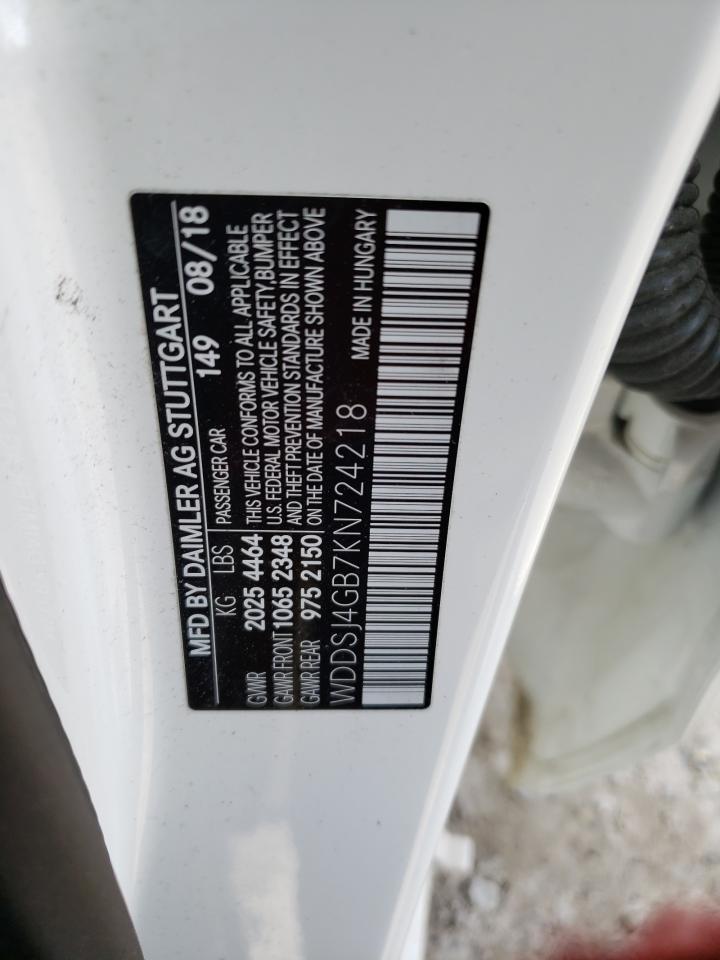 MFD BY DAIMLER AG STUTTGART
149 08/18
KG LBS PASSENGER CAR
GVWR 2025 4464 THIS VEHICLE CONFORMS TO ALL APPLICABLE
GAWR FRONT 1065 2348 U.S. FEDERAL MOTOR VEHICLE SAFETY,BUMPER
GAWR REAR 975 2150 AND THEFT PREVENTION STANDARDS IN EFFECT
ON THE DATE OF MANUFACTURE SHOWN ABOVE
WDDSJ4GB7KN724218 MADE IN HUNGARY